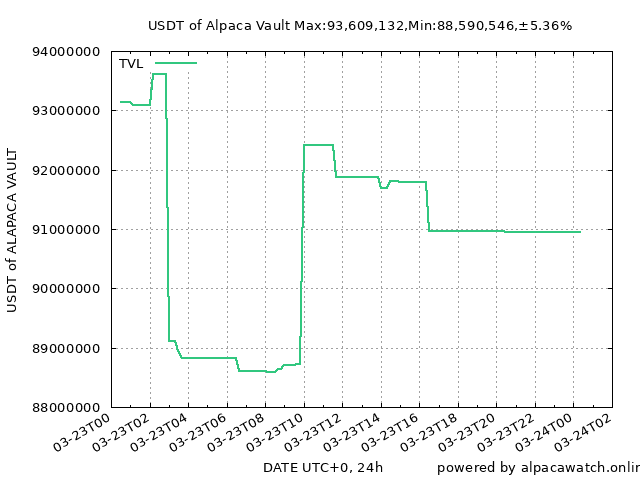 USDT of Alpaca Vault Max:93,609,132,Min:88,590,546,±5.36%
94000000
TVL
93000000
92000000
91000000
90000000
89000000
88000000
USDT of ALAPACA VAULT
03-23T00
03-23T02
03-23T04
03-23T06
03-23T08
03-23T10
03-23T12
03-23T14
03-23T16
03-23T18
03-23T20
03-23T22
03-24T00
03-24T02
DATE UTC+0, 24h
powered by alpacawatch.onlin